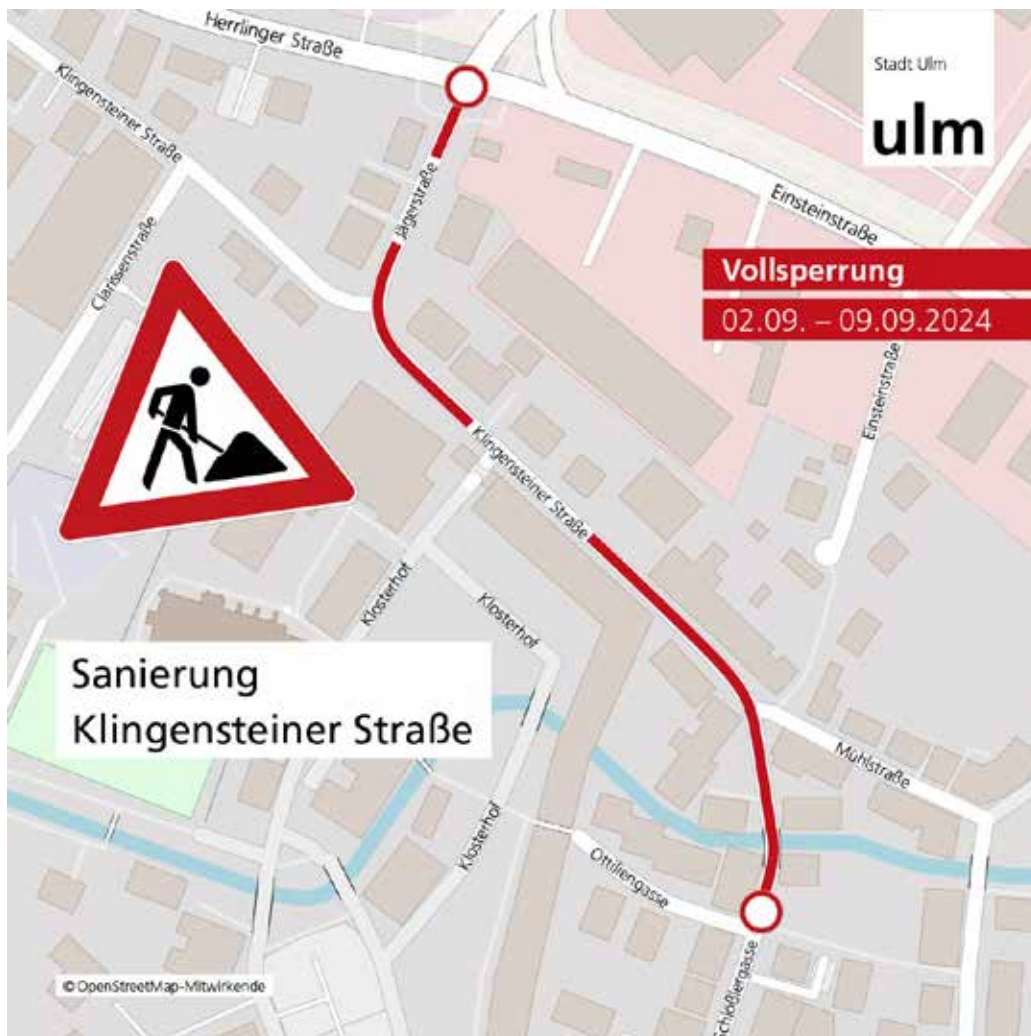 Herrlinger Straße
Stadt Ulm
ulm
Klingensteiner Straße
Jägerstraße
Einsteinstraße
Clarissenstraße
Vollsperrung
02.09. – 09.09.2024
Einsteinstraße
Klingensteiner Straße
Klosterhof
Klosterhof
Sanierung
Klingensteiner Straße
Mühlstraße
Klosterhof
Ottiliengasse
Schloßlergasse
© OpenStreetMap-Mitwirkende